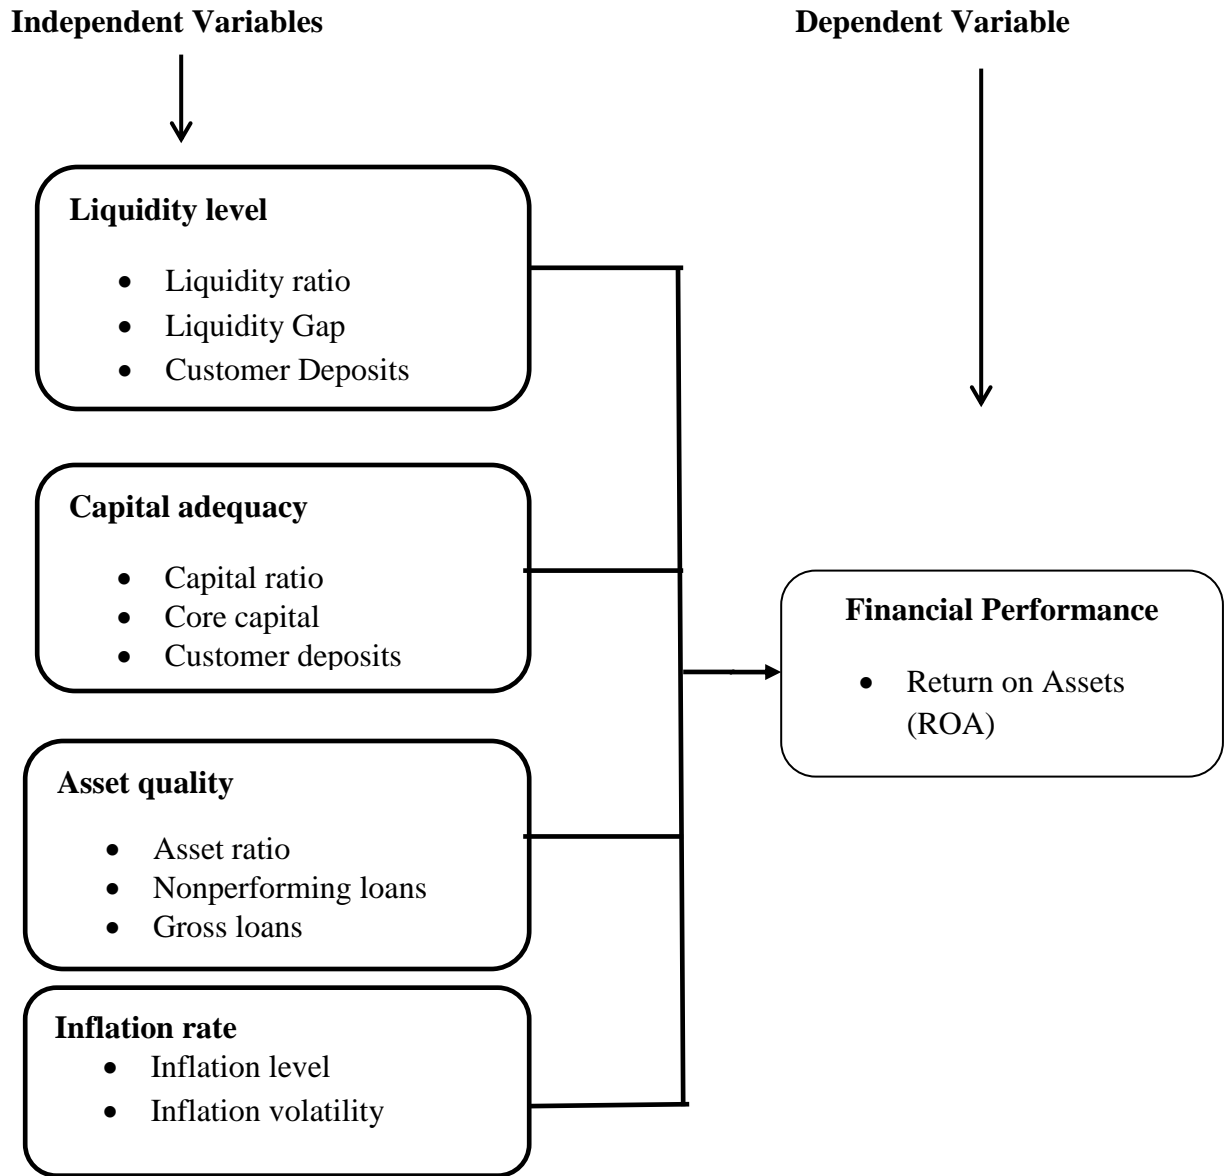 Independent Variables
Dependent Variable
Liquidity level
• Liquidity ratio
• Liquidity Gap
• Customer Deposits
Capital adequacy
• Capital ratio
• Core capital
• Customer deposits
Financial Performance
• Return on Assets
(ROA)
Asset quality
• Asset ratio
• Nonperforming loans
• Gross loans
Inflation rate
• Inflation level
• Inflation volatility